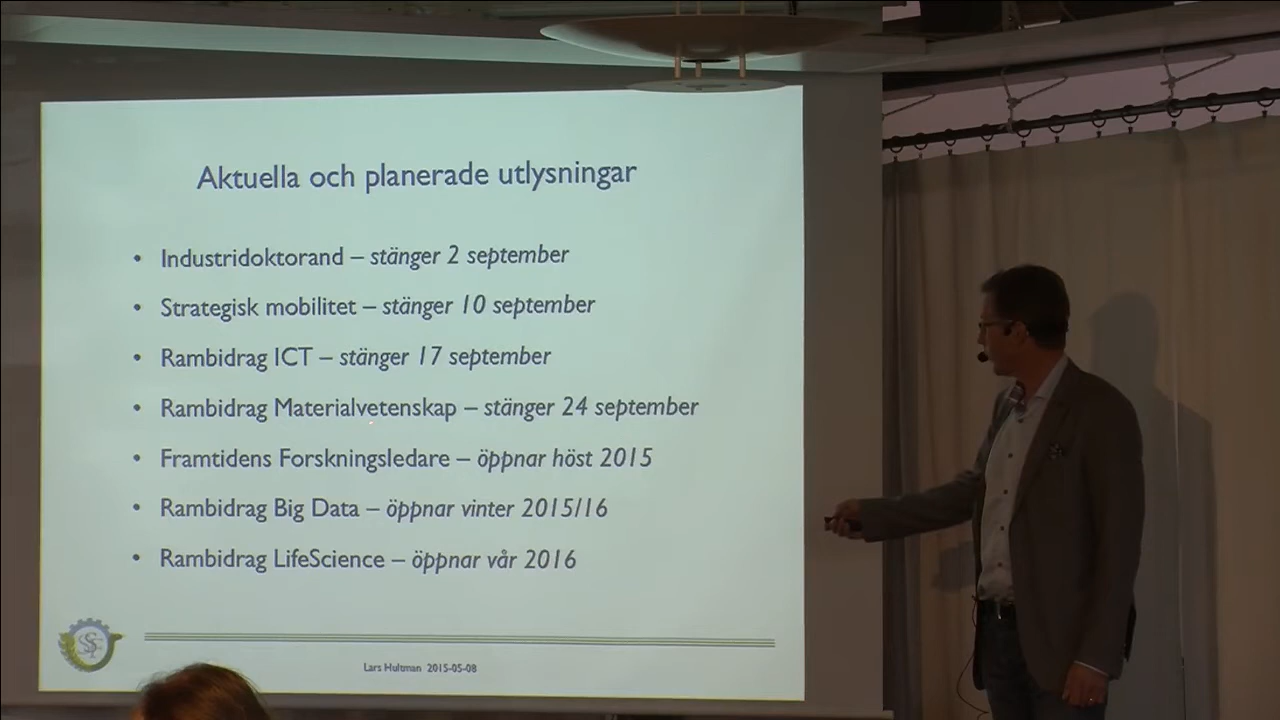 Aktuella och planerade utlysningar
• Industridoktorand – stänger 2 september
• Strategisk mobilitet – stänger 10 september
• Rambidrag ICT – stänger 17 september
• Rambidrag Materialvetenskap – stänger 24 september
• Framtidens Forskningsledare – öppnar höst 2015
• Rambidrag Big Data – öppnar vinter 2015/16
• Rambidrag LifeScience – öppnar vår 2016
SSF
Lars Hultman 2015-05-08